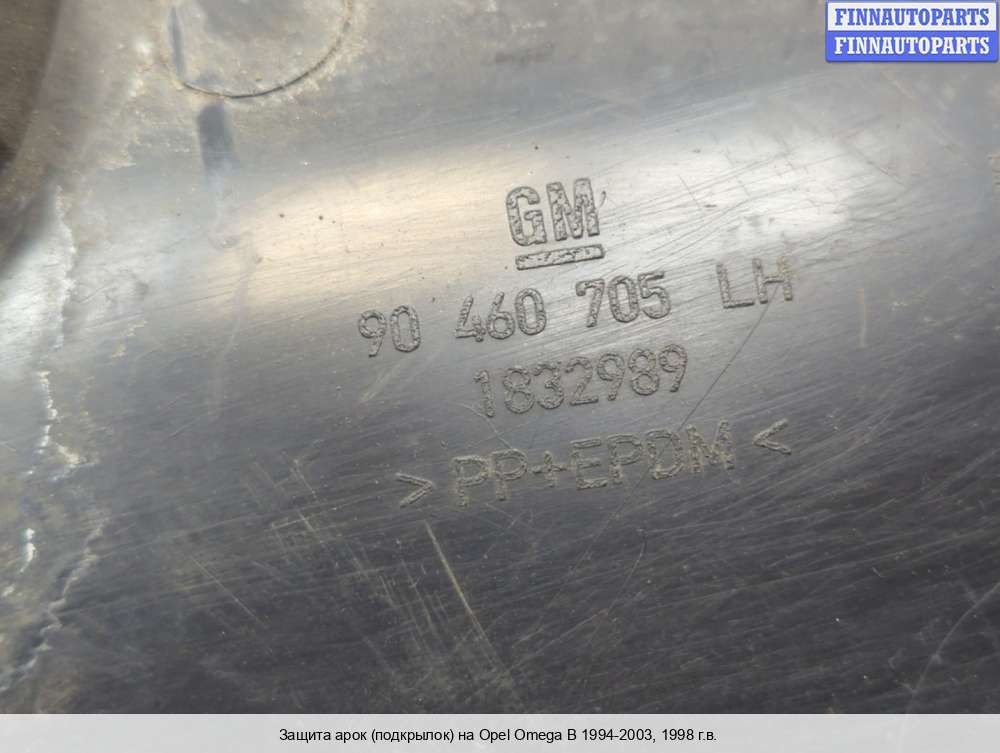 FINNAUTOPARTS
FINNAUTOPARTS
GM
90 460 705 LH
1832989
> PP+EPDM <
Защита арок (подкрылок) на Opel Omega B 1994-2003, 1998 г.в.